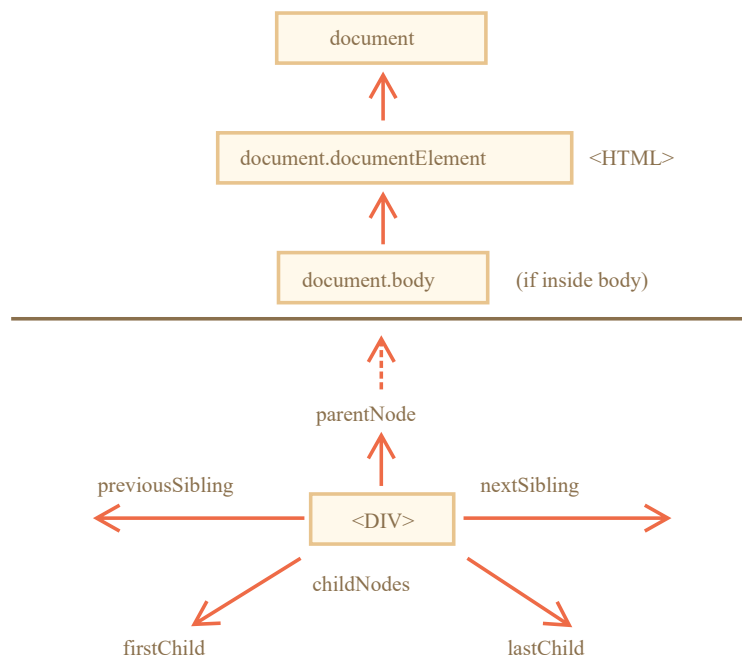 document
document.documentElement <HTML>
document.body (if inside body)
parentNode
previousSibling nextSibling
<DIV>
childNodes
firstChild lastChild